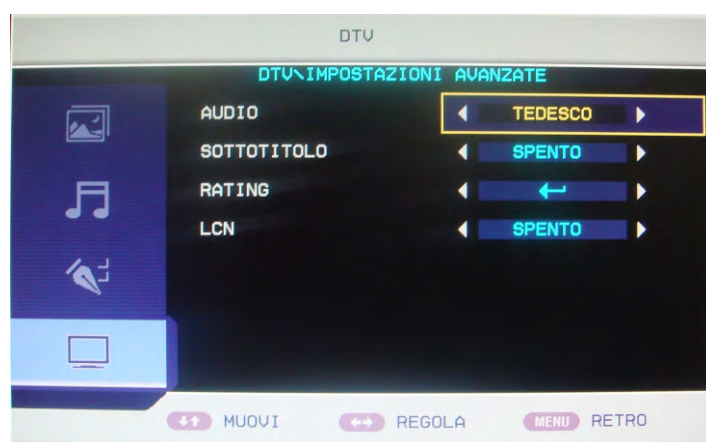 DTV
DTV\IMPOSTAZIONI AVANZATE
AUDIO TEDESCO
SOTTOTITOLO SPENTO
RATING
LCN SPENTO
MUOVI REGOLA MENU RETRO